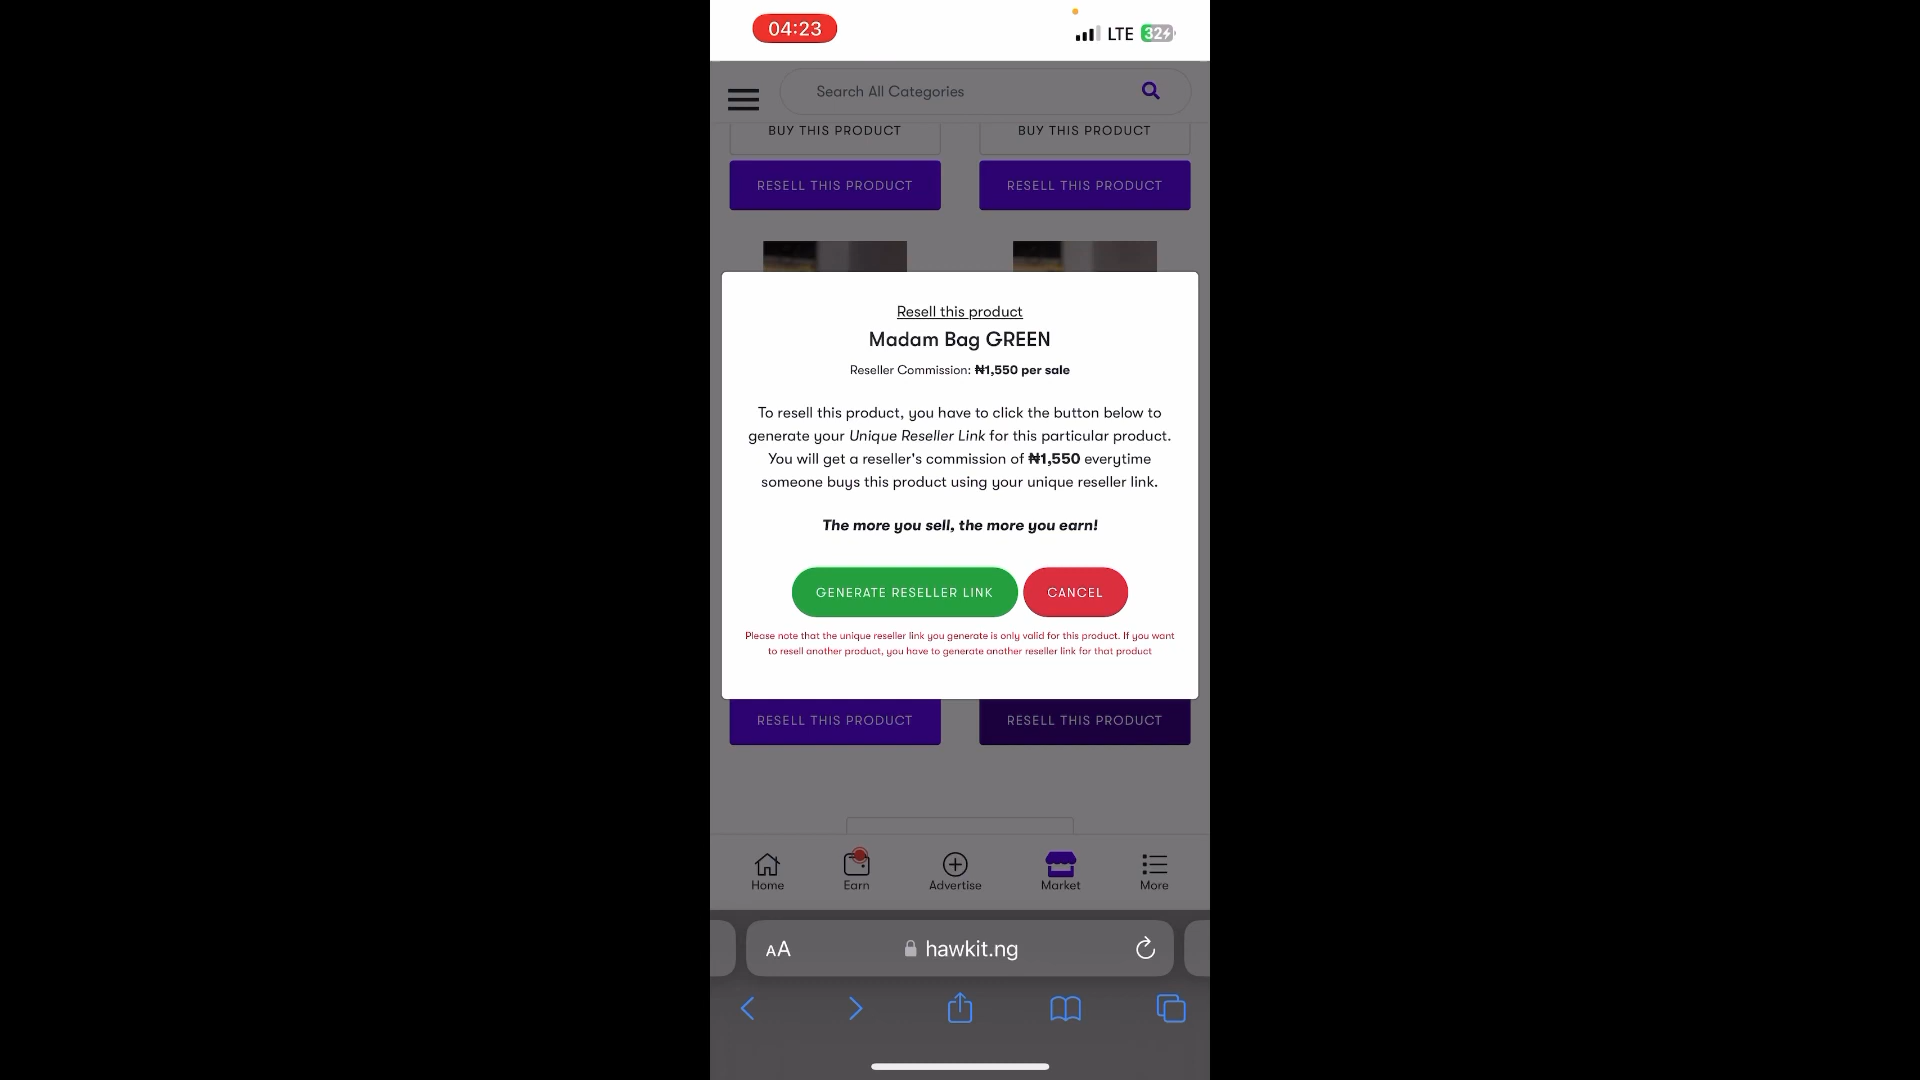 04:23
LTE 32
Search All Categories
BUY THIS PRODUCT BUY THIS PRODUCT
RESELL THIS PRODUCT RESELL THIS PRODUCT
Resell this product
Madam Bag GREEN
Reseller Commission: ₦1,550 per sale
To resell this product, you have to click the button below to
generate your Unique Reseller Link for this particular product.
You will get a reseller's commission of ₦1,550 everytime
someone buys this product using your unique reseller link.
The more you sell, the more you earn!
GENERATE RESELLER LINK CANCEL
Please note that the unique reseller link you generate is only valid for this product. If you want
to resell another product, you have to generate another reseller link for that product
RESELL THIS PRODUCT RESELL THIS PRODUCT
Home Earn Advertise Market More
AA hawkit.ng